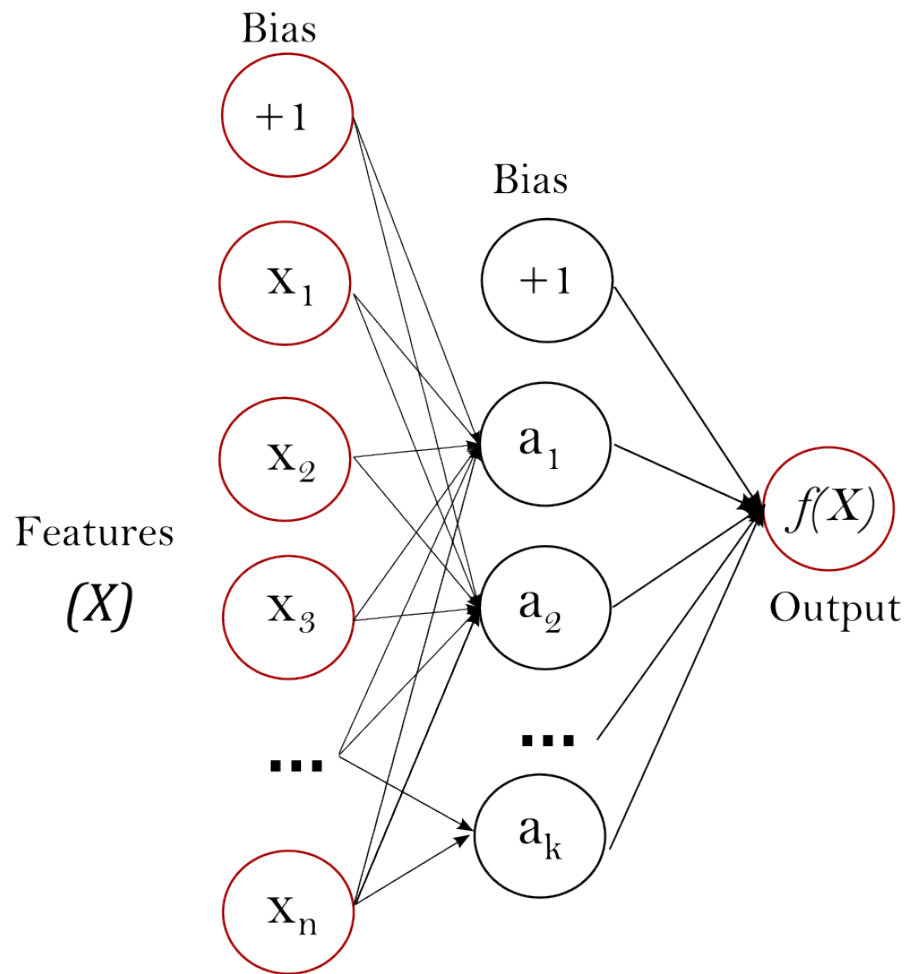 Bias
+1
Bias
x₁
+1
x₂
a₁
Features
(X)
f(X)
Output
x₃
a₂
...
...
aₖ
xₙ